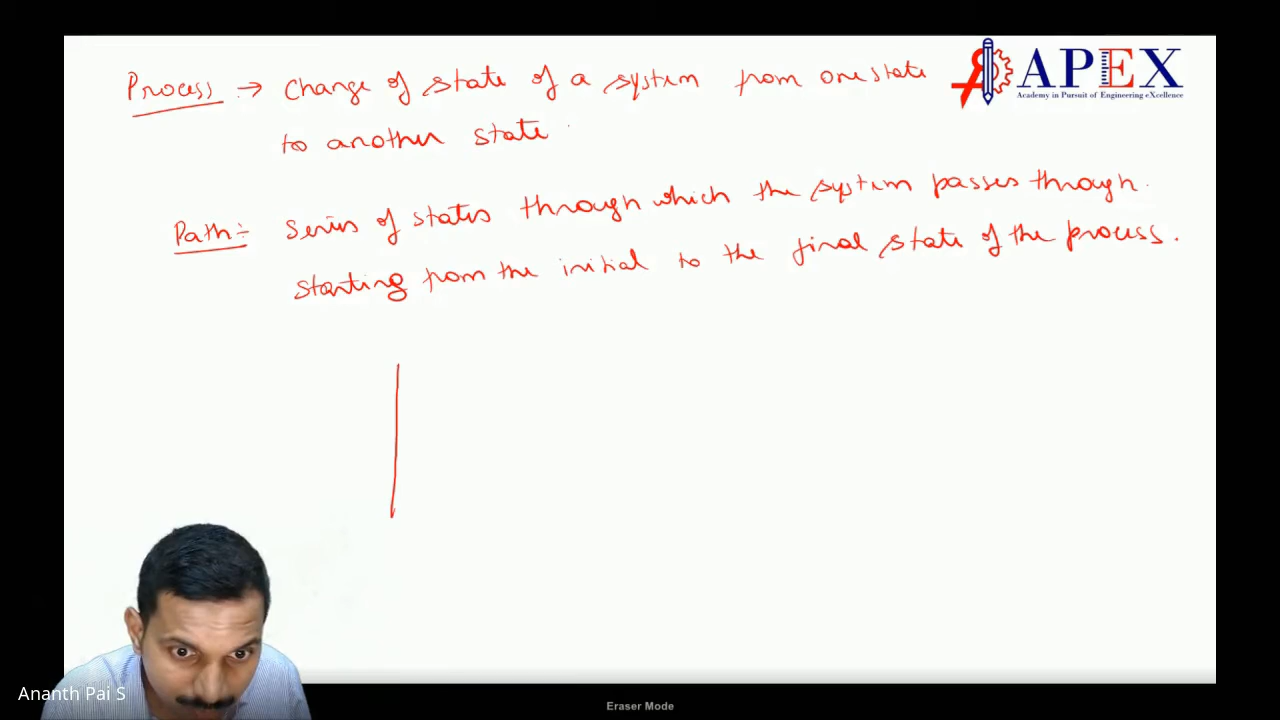 Process :→ Change of state of a system from one state
to another state
APEX
Academy in Pursuit of Engineering eXcellence
Path:- Series of states through which the system passes through.
starting from the initial to the final state of the process.
Ananth Pai S
Eraser Mode